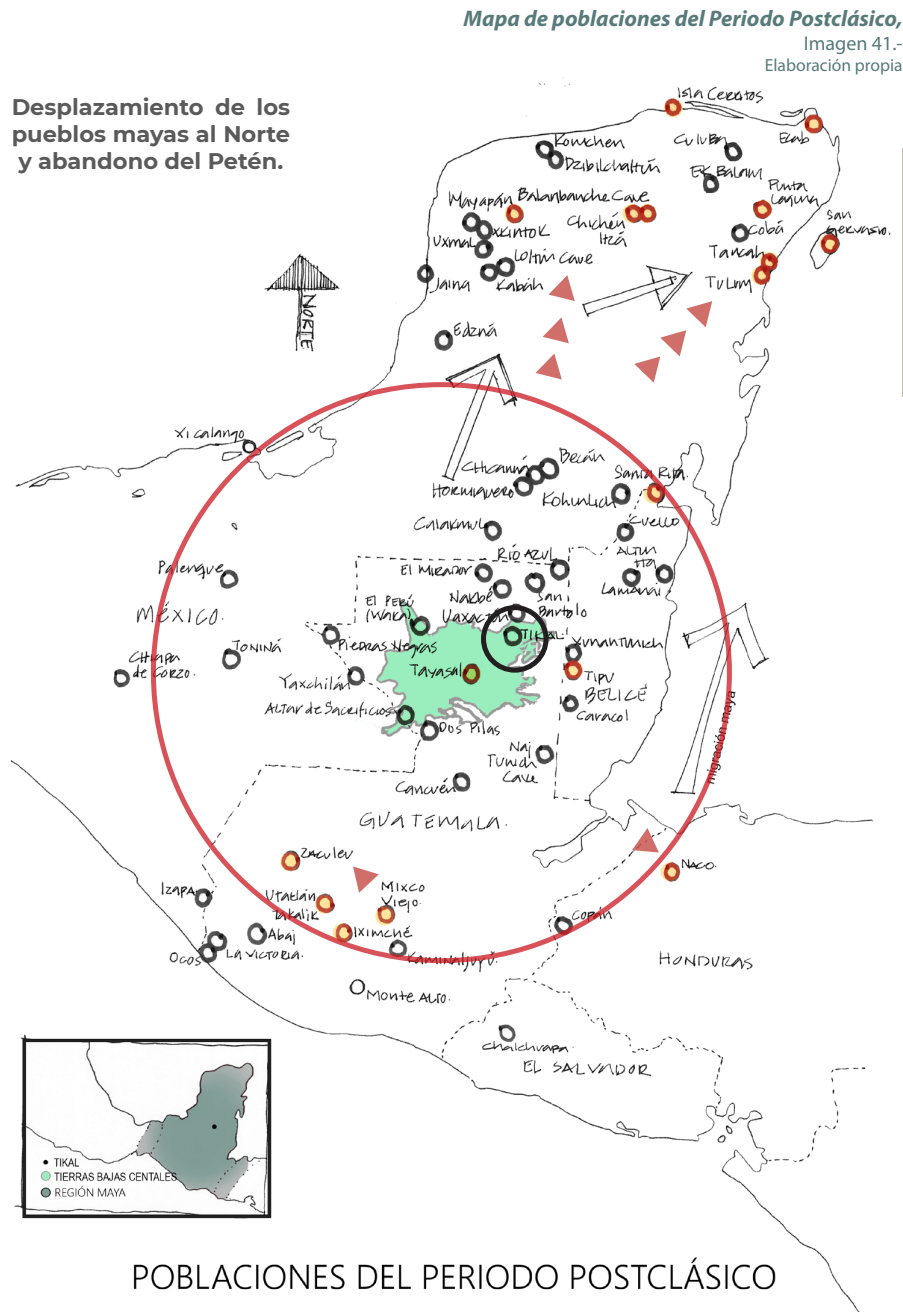 Mapa de poblaciones del Periodo Postclásico,
Imagen 41.-
Elaboración propia
Desplazamiento de los
pueblos mayas al Norte
y abandono del Petén.
Isla Cerritos
Ecab
Komchen
Dzibilchaltún
Culubá
Ek Balam
Punta
Laguna
Mayapán
Balanbanche Cave
Chichén
Itzá
Cobá
San
Gervasio.
Oxkintok
Uxmal
Loltún Cave
Kabáh
Jaina
Tancah
Tulum
NORTE
Edzná
Xicalango
Becán
Chicanná
Hormiguero
Santa Rita
Kohunlich
Cuello
Calakmul
Altun
Ha
Lamanai
Río Azul
El Mirador
Nakbé
San
Bartolo
Uaxactún
El Perú
(Waka)
Tikal
Palenque
MÉXICO.
Toniná
Chiapa
de Corzo.
Piedras Negras
Yaxchilán
Tayasal
Xunantunich
Tipu
BELICE
Caracol
Altar de Sacrificios
Dos Pilas
Naj
Tunich
Cave
Cancuén
migración maya
GUATEMALA.
Zaculeu
Naco.
Izapa
Utatlán
Takalik
Abaj
Mixco
Viejo.
Iximché
Copán
Ocos
La Victoria.
Kaminaljuyú.
HONDURAS
Monte Alto.
Chalchuapa.
EL SALVADOR
TIKAL
TIERRAS BAJAS CENTALES
REGIÓN MAYA
POBLACIONES DEL PERIODO POSTCLÁSICO